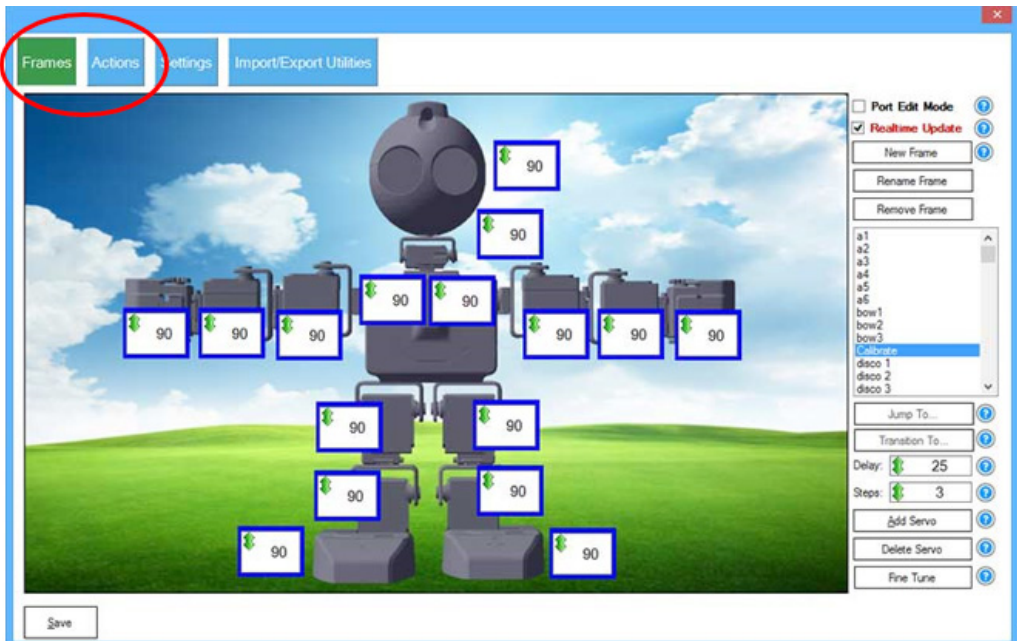 Frames Actions Settings Import/Export Utilities
Port Edit Mode
Realtime Update
New Frame
Rename Frame
Remove Frame
a1
a2
a3
a4
a5
a6
bow1
bow2
bow3
Calibrate
disco 1
disco 2
disco 3
Jump To...
Transition To...
Delay: 25
Steps: 3
Add Servo
Delete Servo
Fine Tune
90
90
90 90
90 90 90 90 90 90
90 90
90 90
90 90
Save